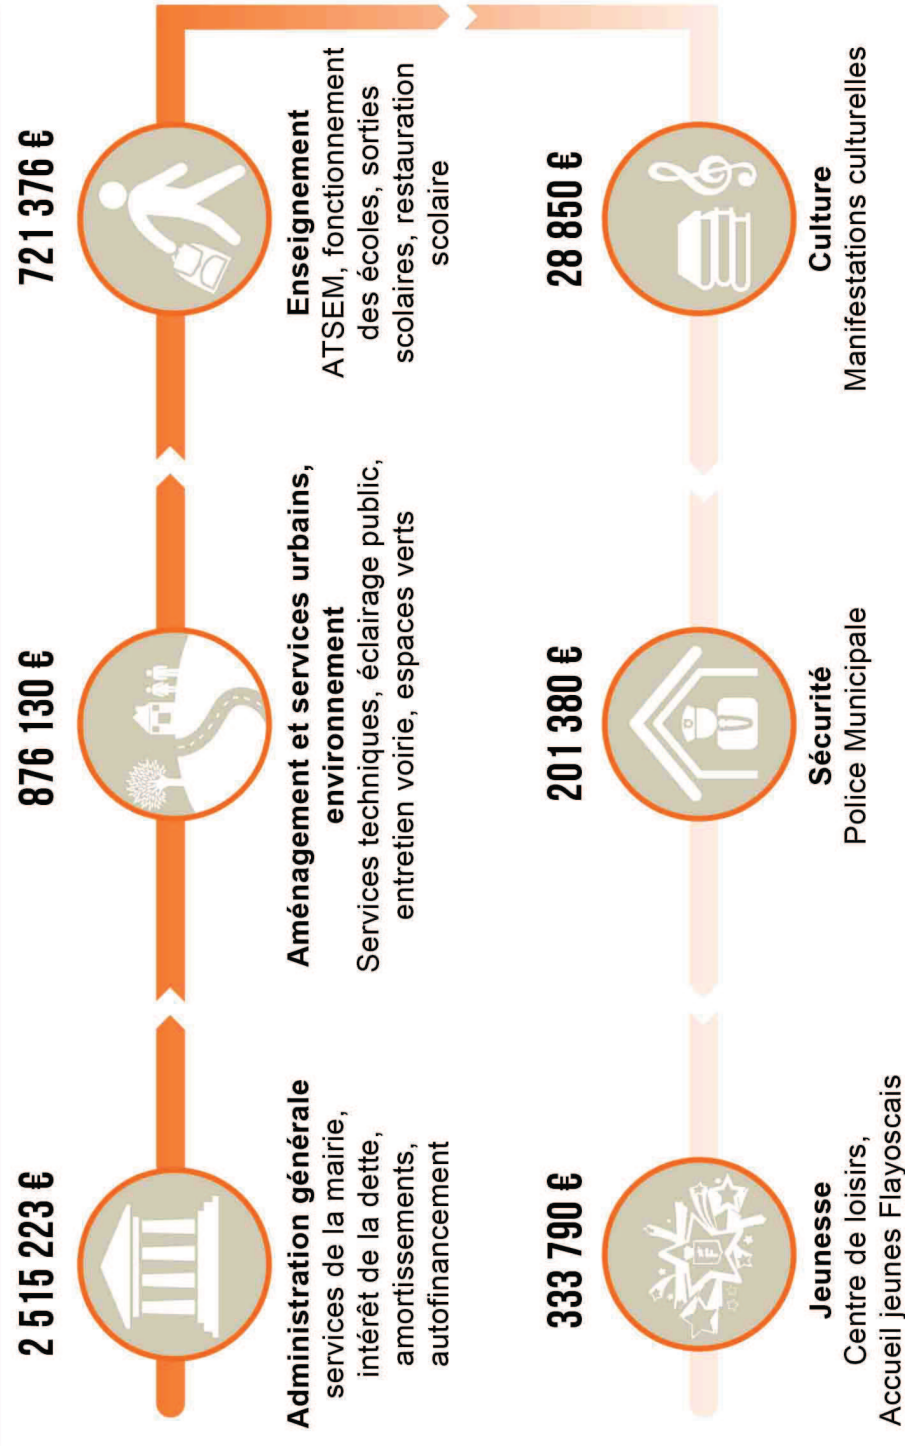 2 515 223 €
Administration générale
services de la mairie,
intérêt de la dette,
amortissements,
autofinancement
876 130 €
Aménagement et services urbains,
environnement
Services techniques, éclairage public,
entretien voirie, espaces verts
721 376 €
Enseignement
ATSEM, fonctionnement
des écoles, sorties
scolaires, restauration
scolaire
333 790 €
Jeunesse
Centre de loisirs,
Accueil jeunes Flayoscais
201 380 €
Sécurité
Police Municipale
28 850 €
Culture
Manifestations culturelles